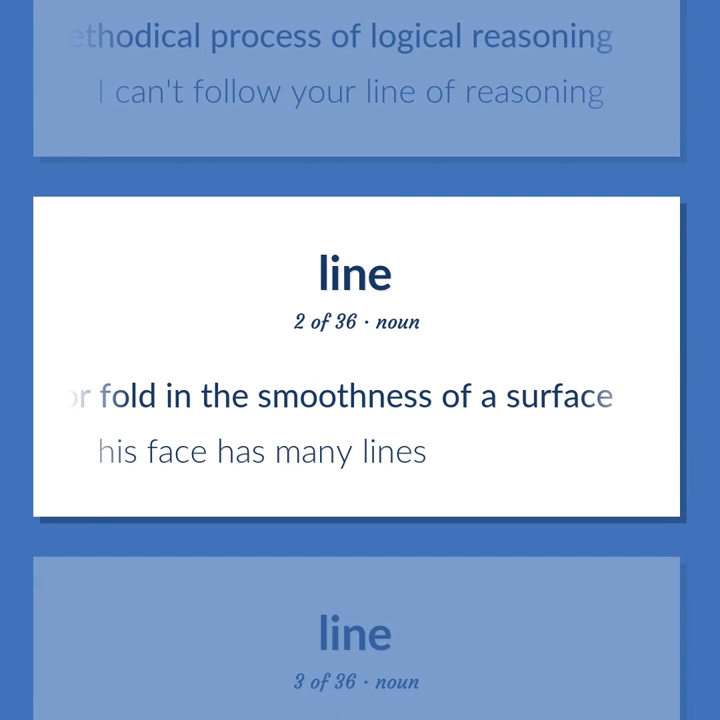 ethodical process of logical reasoning
I can't follow your line of reasoning
line
2 of 36 · noun
or fold in the smoothness of a surface
his face has many lines
line
3 of 36 · noun